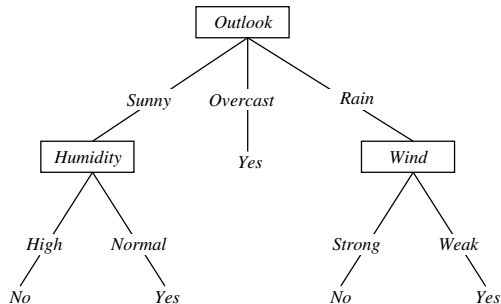 Outlook
Sunny Overcast Rain
Humidity Yes Wind
High Normal Strong Weak
No Yes No Yes